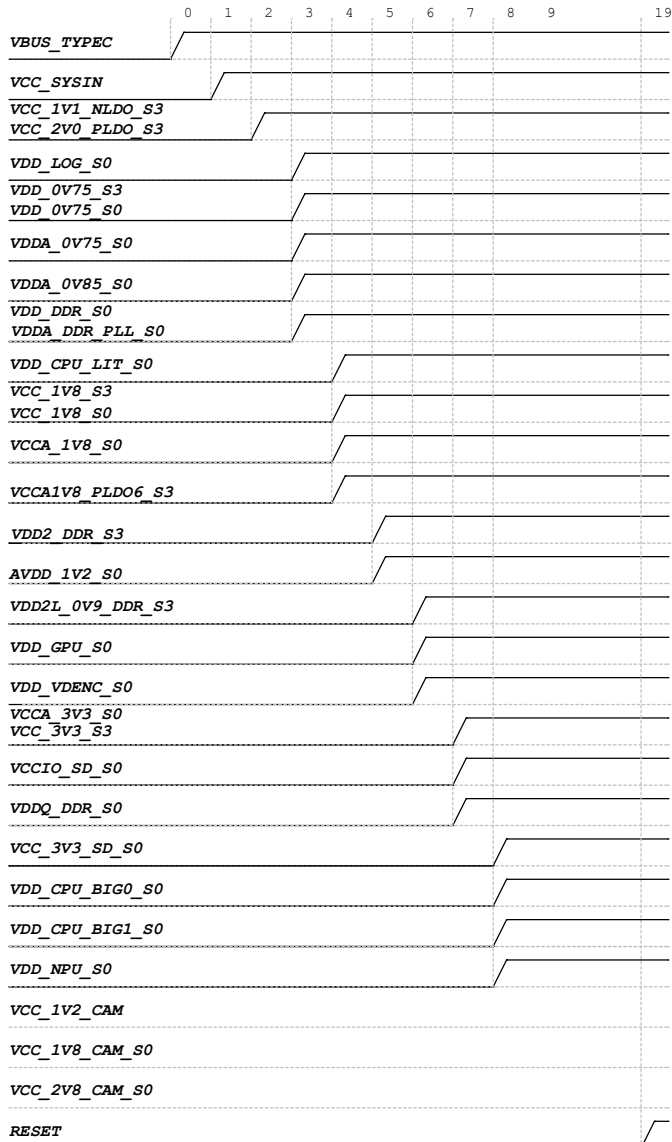 0 1 2 3 4 5 6 7 8 9 19
VBUS_TYPEC
VCC_SYSIN
VCC_1V1_NLDO_S3
VCC_2V0_PLDO_S3
VDD_LOG_S0
VDD_0V75_S3
VDD_0V75_S0
VDDA_0V75_S0
VDDA_0V85_S0
VDD_DDR_S0
VDDA_DDR_PLL_S0
VDD_CPU_LIT_S0
VCC_1V8_S3
VCC_1V8_S0
VCCA_1V8_S0
VCCA1V8_PLDO6_S3
VDD2_DDR_S3
AVDD_1V2_S0
VDD2L_0V9_DDR_S3
VDD_GPU_S0
VDD_VDENC_S0
VCCA_3V3_S0
VCC_3V3_S3
VCCIO_SD_S0
VDDQ_DDR_S0
VCC_3V3_SD_S0
VDD_CPU_BIG0_S0
VDD_CPU_BIG1_S0
VDD_NPU_S0
VCC_1V2_CAM
VCC_1V8_CAM_S0
VCC_2V8_CAM_S0
RESET